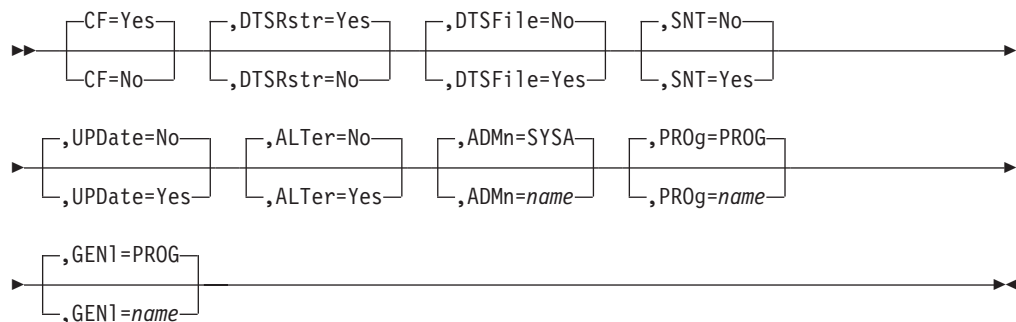 CF=Yes ,DTSRstr=Yes ,DTSFile=No ,SNT=No
CF=No ,DTSRstr=No ,DTSFile=Yes ,SNT=Yes
,UPDate=No ,ALTer=No ,ADMn=SYSA ,PROg=PROG
,UPDate=Yes ,ALTer=Yes ,ADMn=name ,PROg=name
,GENl=PROG
,GENl=name